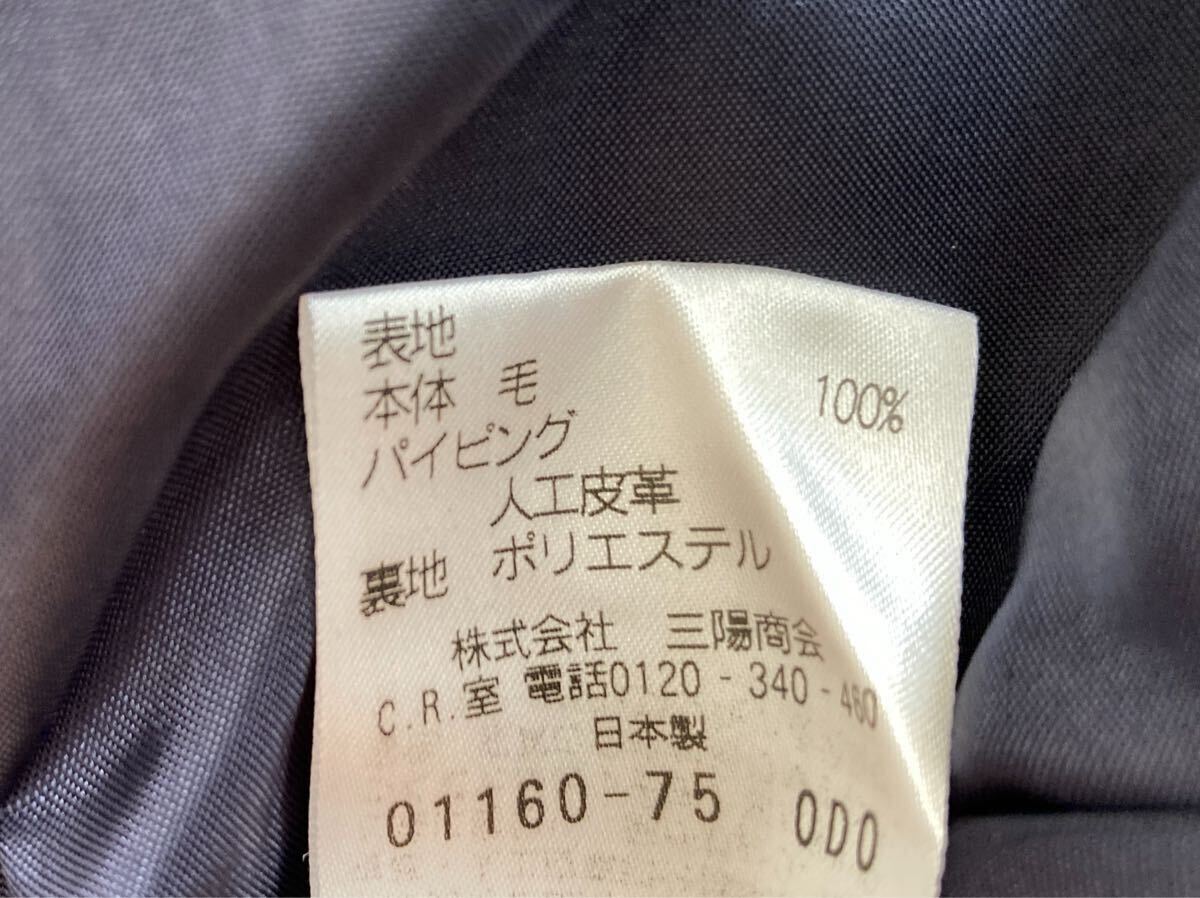 表地
本体 毛 100%
パイピング
人工皮革
裏地 ポリエステル
株式会社 三陽商会
C.R.室 電話0120-340-460
日本製
01160-75 0D0